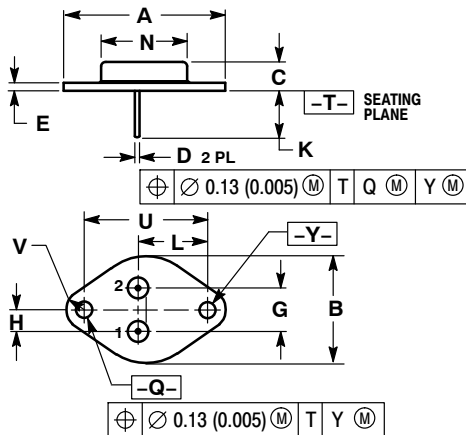 A
N
C
E
–T– SEATING
PLANE
K
D 2 PL
⌖ ∅ 0.13 (0.005) Ⓜ T Q Ⓜ Y Ⓜ
U
V
L
–Y–
2
H
G
B
1
–Q–
⌖ ∅ 0.13 (0.005) Ⓜ T Y Ⓜ